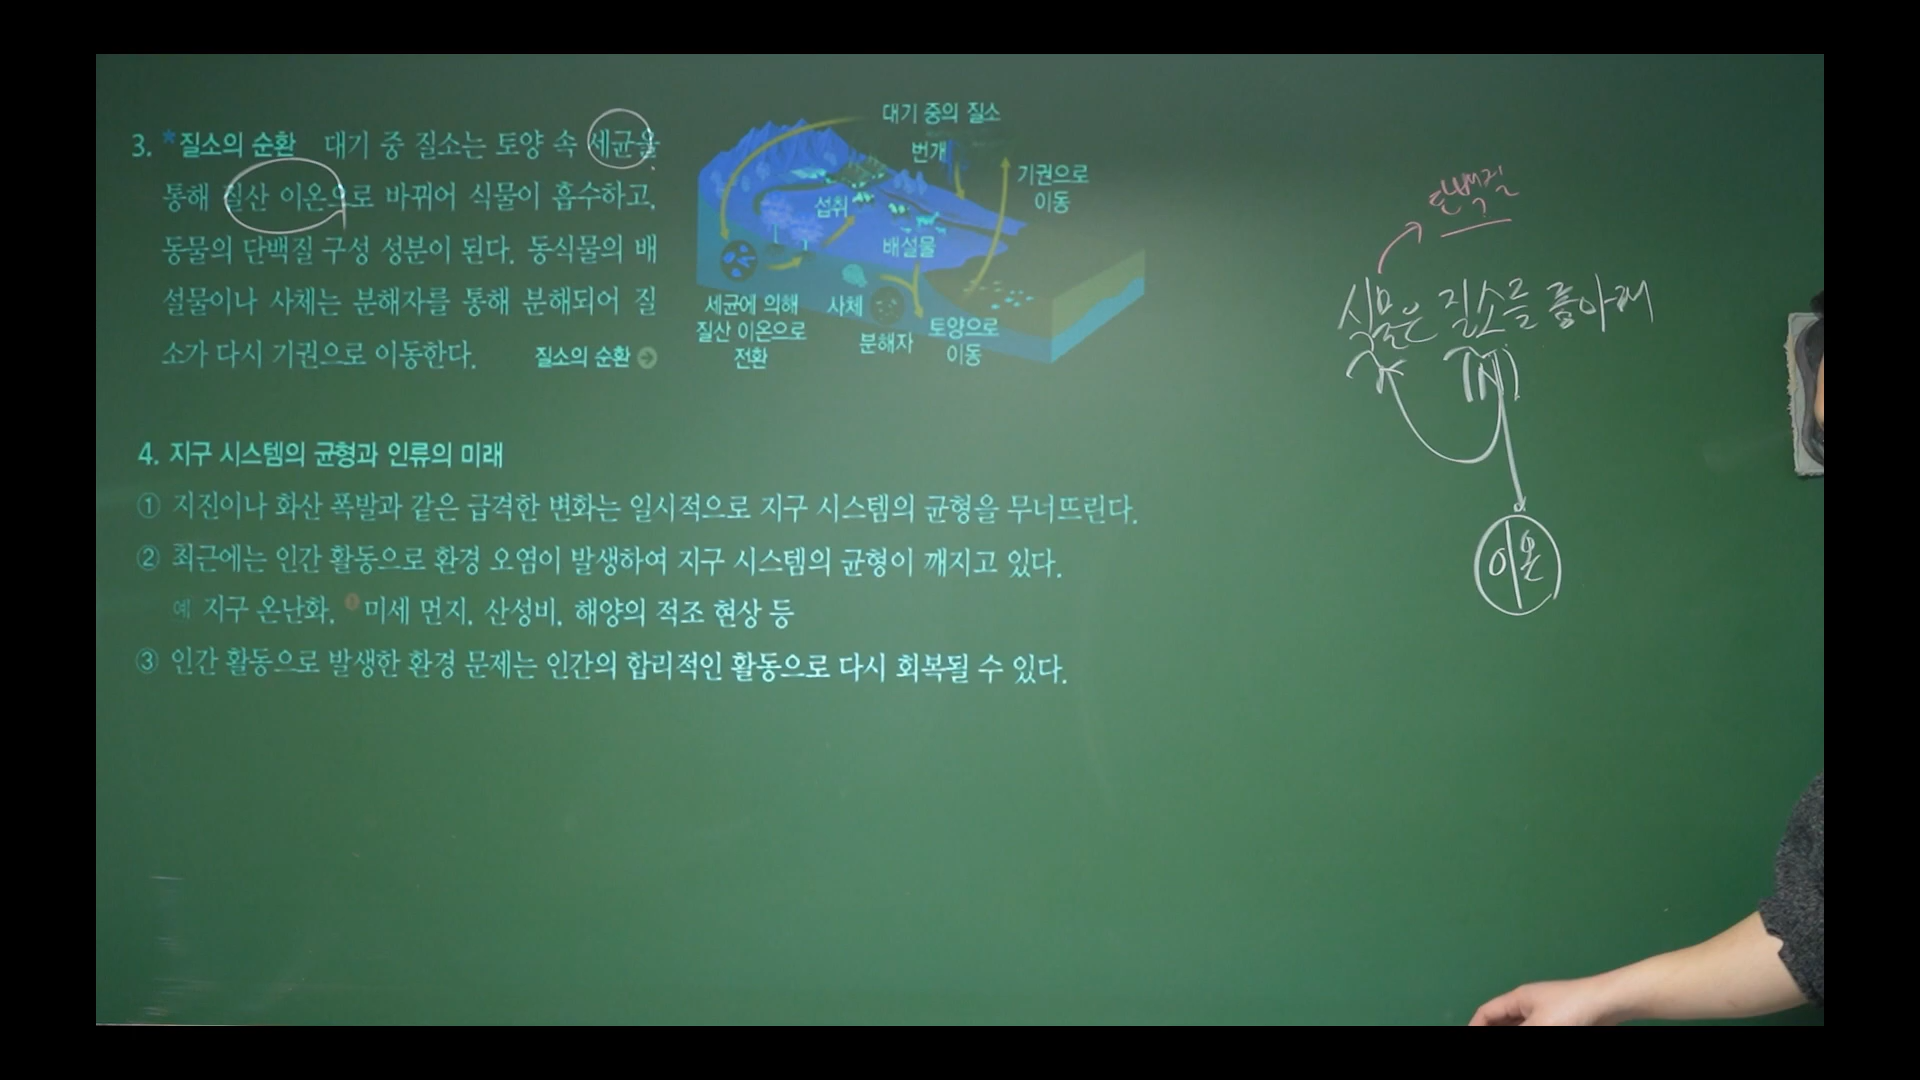 3. *질소의 순환 대기 중 질소는 토양 속 세균을
통해 질산 이온으로 바뀌어 식물이 흡수하고,
동물의 단백질 구성 성분이 된다. 동식물의 배
설물이나 사체는 분해자를 통해 분해되어 질
소가 다시 기권으로 이동한다. 질소의 순환
대기 중의 질소
번개
기권으로
이동
섭취
배설물
세균에 의해
질산 이온으로
전환
사체
분해자
토양으로
이동
4. 지구 시스템의 균형과 인류의 미래
① 지진이나 화산 폭발과 같은 급격한 변화는 일시적으로 지구 시스템의 균형을 무너뜨린다.
② 최근에는 인간 활동으로 환경 오염이 발생하여 지구 시스템의 균형이 깨지고 있다.
예 지구 온난화, 미세 먼지, 산성비, 해양의 적조 현상 등
③ 인간 활동으로 발생한 환경 문제는 인간의 합리적인 활동으로 다시 회복될 수 있다.
단백질
식물은 질소를 좋아해
(N)
이온